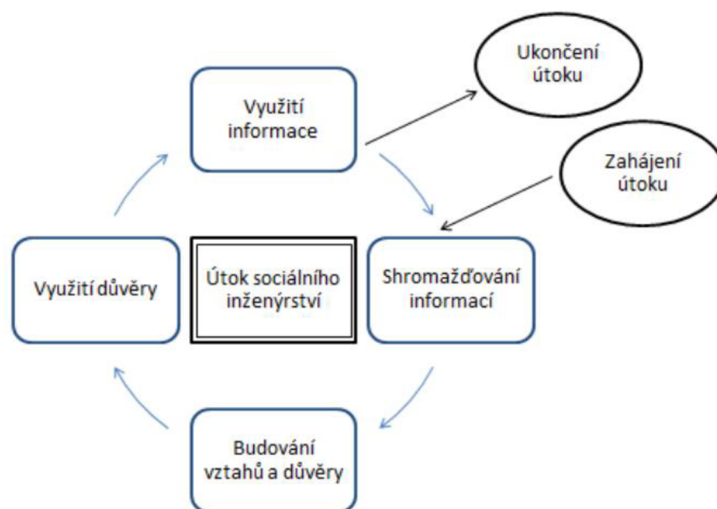 Ukončení
útoku
Využití
informace
Zahájení
útoku
Využití důvěry
Útok sociálního
inženýrství
Shromažďování
informací
Budování
vztahů a důvěry